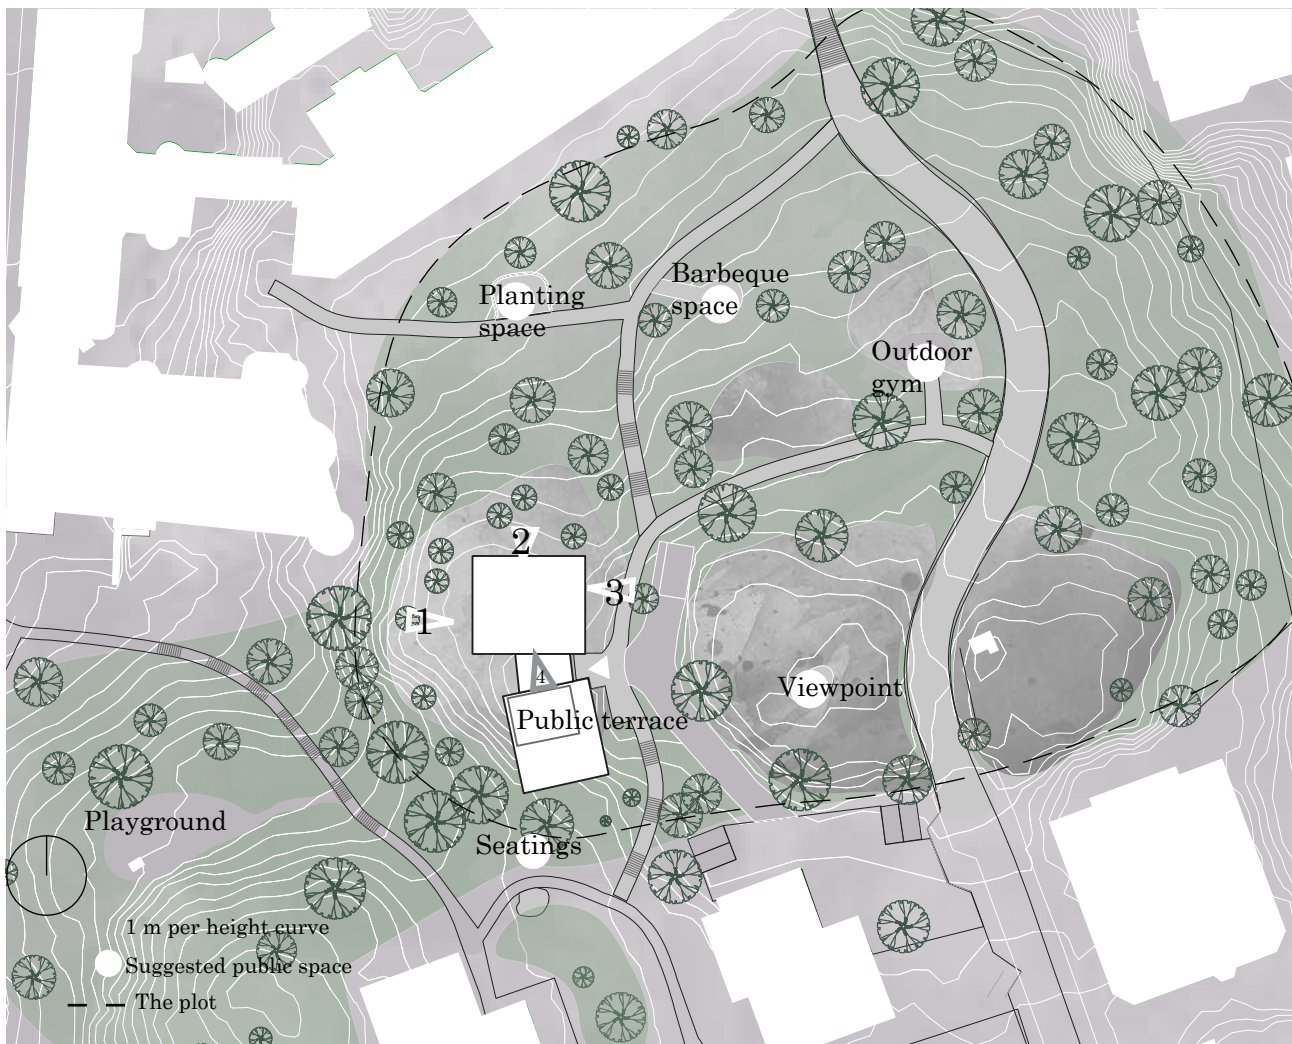 Barbeque
space
Planting
space
Outdoor
gym
2
3
1
4
Viewpoint
Public terrace
Playground
Seatings
1 m per height curve
Suggested public space
The plot